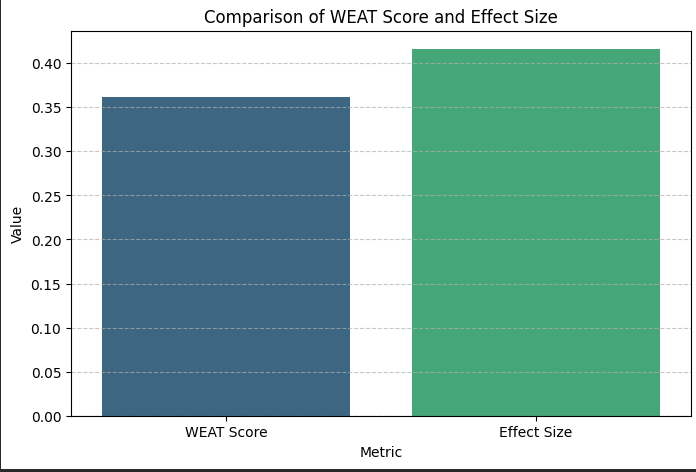 Comparison of WEAT Score and Effect Size
Value
0.40
0.35
0.30
0.25
0.20
0.15
0.10
0.05
0.00
WEAT Score
Effect Size
Metric